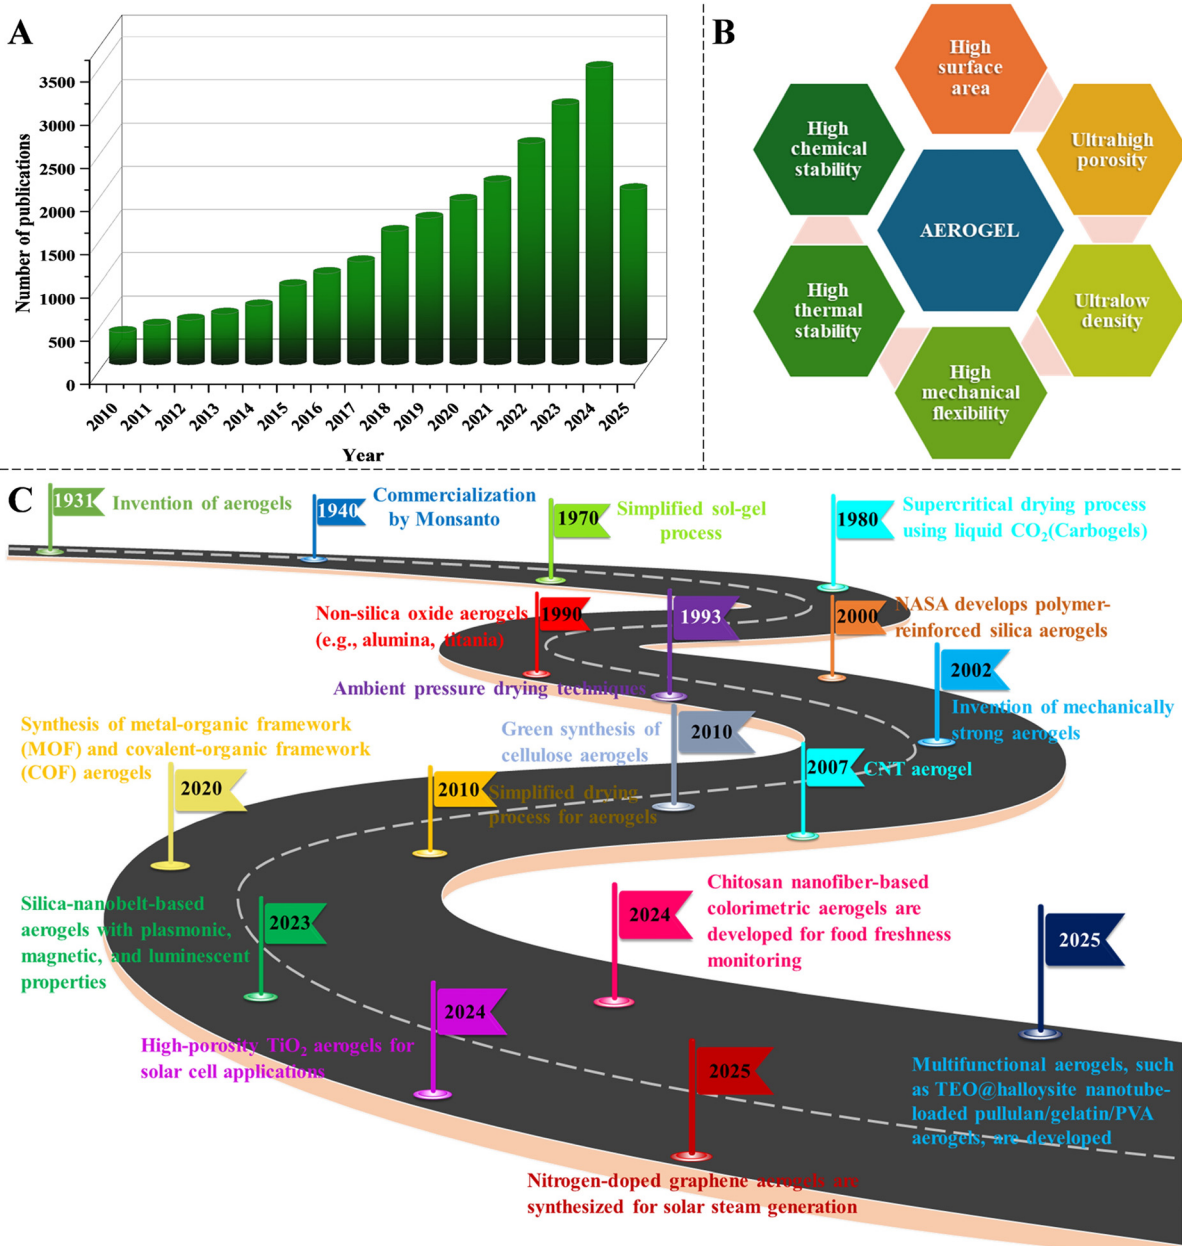 A
Number of publications
3500
3000
2500
2000
1500
1000
500
0
2010
2011
2012
2013
2014
2015
2016
2017
2018
2019
2020
2021
2022
2023
2024
2025
Year
B
High
surface
area
High
chemical
stability
Ultrahigh
porosity
AEROGEL
High
thermal
stability
Ultralow
density
High
mechanical
flexibility
C
1931
Invention of aerogels
1940
Commercialization
by Monsanto
1970
Simplified sol-gel
process
1980
Supercritical drying process
using liquid CO₂(Carbogels)
Non-silica oxide aerogels
(e.g., alumina, titania)
1990
1993
Ambient pressure drying techniques
2000
NASA develops polymer-
reinforced silica aerogels
2002
Invention of mechanically
strong aerogels
Synthesis of metal-organic framework
(MOF) and covalent-organic framework
(COF) aerogels
2020
Green synthesis of
cellulose aerogels
2010
2007
CNT aerogel
2010
Simplified drying
process for aerogels
Silica-nanobelt-based
aerogels with plasmonic,
magnetic, and luminescent
properties
2023
2024
Chitosan nanofiber-based
colorimetric aerogels are
developed for food freshness
monitoring
2025
2024
High-porosity TiO₂ aerogels for
solar cell applications
2025
Multifunctional aerogels, such
as TEO@halloysite nanotube-
loaded pullulan/gelatin/PVA
aerogels, are developed
Nitrogen-doped graphene aerogels are
synthesized for solar steam generation